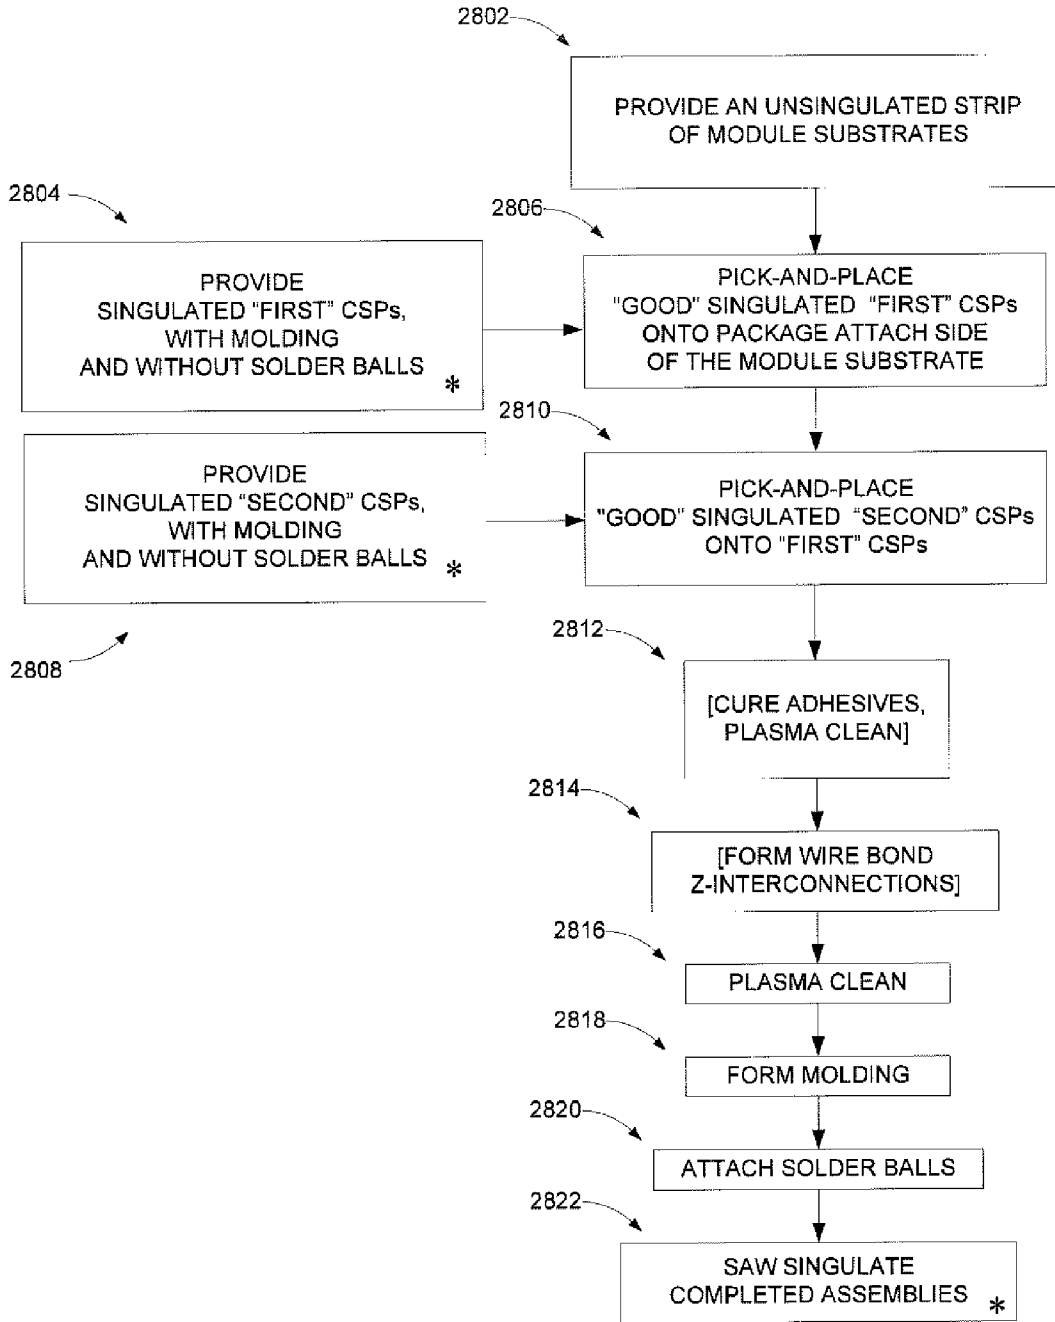 2802
PROVIDE AN UNSINGULATED STRIP
OF MODULE SUBSTRATES
2804
PROVIDE
SINGULATED “FIRST” CSPs,
WITH MOLDING
AND WITHOUT SOLDER BALLS *
2806
PICK-AND-PLACE
"GOOD" SINGULATED “FIRST” CSPs
ONTO PACKAGE ATTACH SIDE
OF THE MODULE SUBSTRATE
PROVIDE
SINGULATED “SECOND” CSPs,
WITH MOLDING
AND WITHOUT SOLDER BALLS *
2808
2810
PICK-AND-PLACE
"GOOD" SINGULATED “SECOND” CSPs
ONTO “FIRST” CSPs
2812
[CURE ADHESIVES,
PLASMA CLEAN]
2814
[FORM WIRE BOND
Z-INTERCONNECTIONS]
2816
PLASMA CLEAN
2818
FORM MOLDING
2820
ATTACH SOLDER BALLS
2822
SAW SINGULATE
COMPLETED ASSEMBLIES *